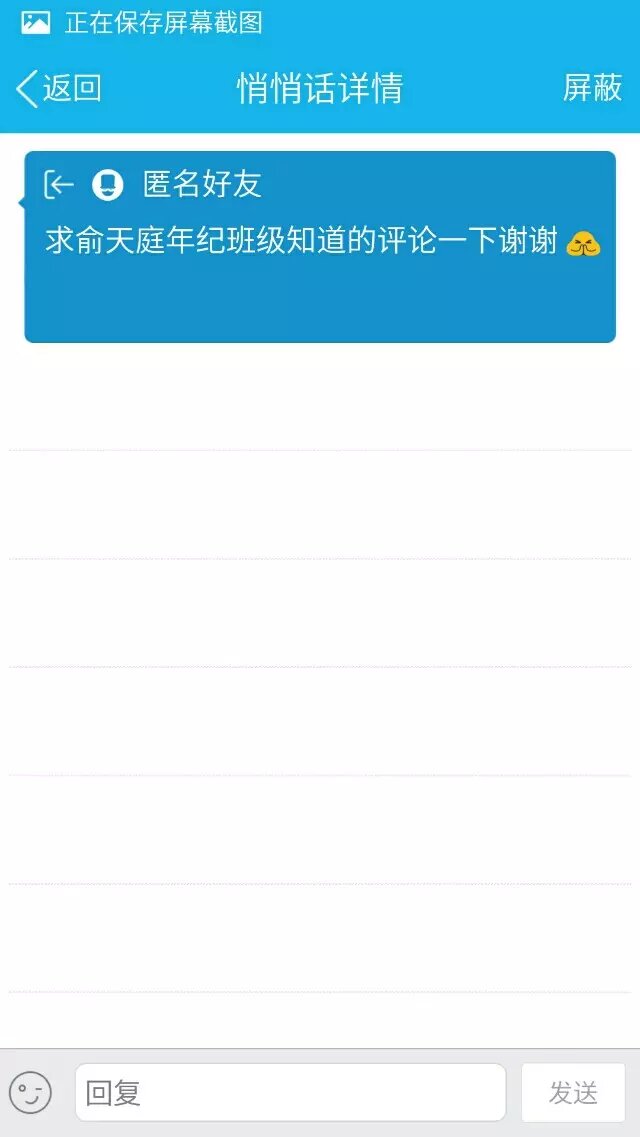 正在保存屏幕截图
返回 悄悄话详情 屏蔽
匿名好友
求俞天庭年纪班级知道的评论一下谢谢
回复 发送